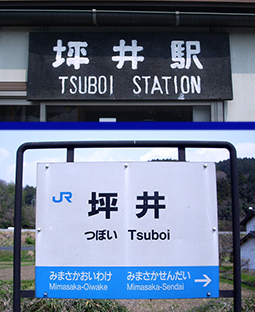 坪井駅
TSUBOI STATION
JR 坪井
つぼい Tsuboi
みまさかおいわけ みまさかせんだい
Mimasaka-Oiwake Mimasaka-Sendai →